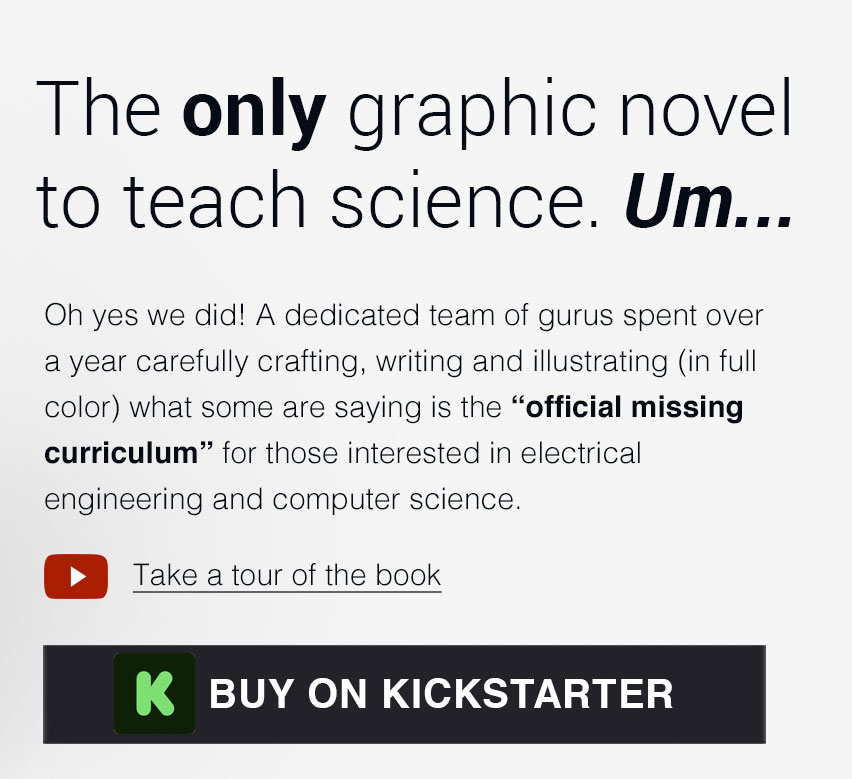 The only graphic novel
to teach science. Um...
Oh yes we did! A dedicated team of gurus spent over
a year carefully crafting, writing and illustrating (in full
color) what some are saying is the “official missing
curriculum” for those interested in electrical
engineering and computer science.
Take a tour of the book
K BUY ON KICKSTARTER